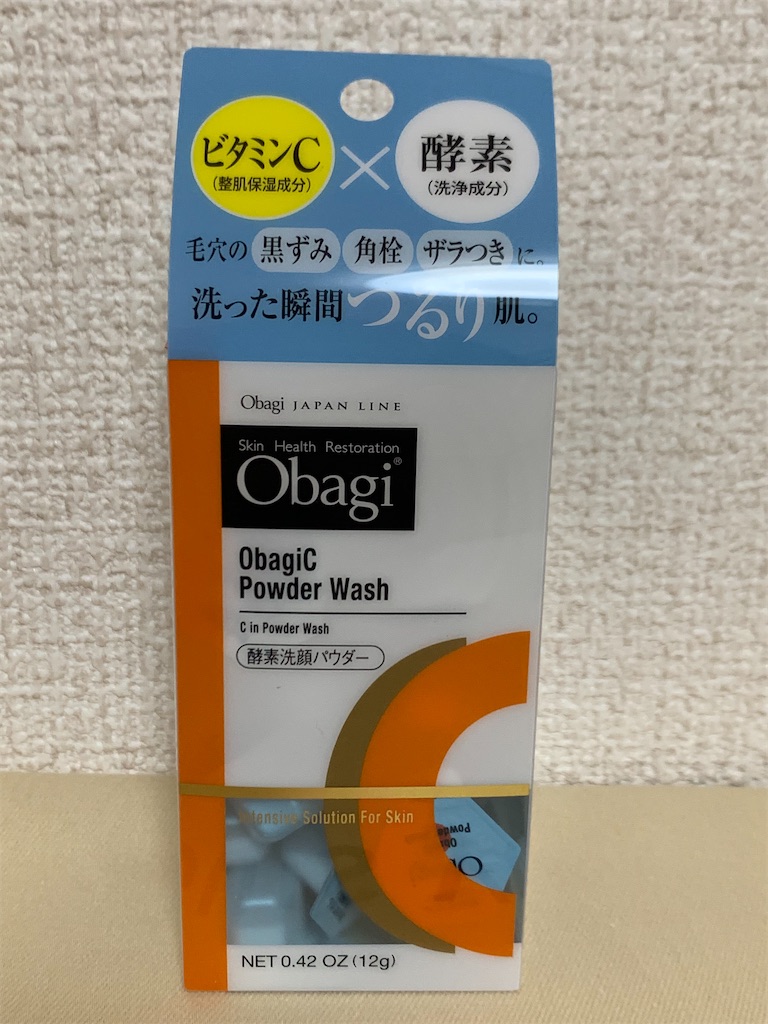 ビタミンC
(整肌保湿成分)
×
酵素
(洗浄成分)
毛穴の 黒ずみ 角栓 ザラつき に。
洗った瞬間つるり肌。
Obagi JAPAN LINE
Skin Health Restoration
Obagi®
ObagiC
Powder Wash
C in Powder Wash
酵素洗顔パウダー
Intensive Solution For Skin
NET 0.42 OZ (12g)